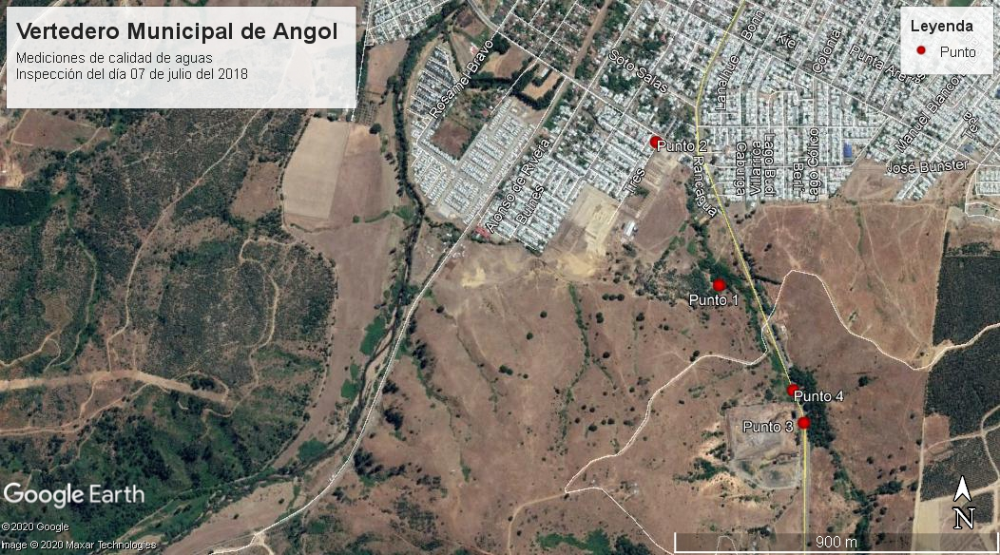 Vertedero Municipal de Angol
Mediciones de calidad de aguas
Inspección del día 07 de julio del 2018
Leyenda
Punto
Rosamel Bravo
Soto Salas
Lanalhue
Bonn
Kiel
Colonia
Punta Arenas
Manuel Blanco
José Bunster
Alonso de Rivera
Bulnes
Tres
Rancagua
Caburgua
Villarrica
Lago Budi
Lago Cólico
Punto 2
Punto 1
Punto 4
Punto 3
Google Earth
© 2020 Google
Image © 2020 Maxar Technologies
N
900 m